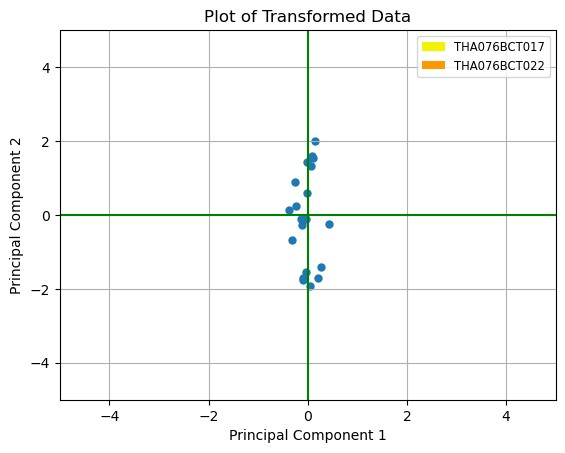 Plot of Transformed Data
THA076BCT017
THA076BCT022
Principal Component 2
4
2
0
−2
−4
−4
−2
0
2
4
Principal Component 1